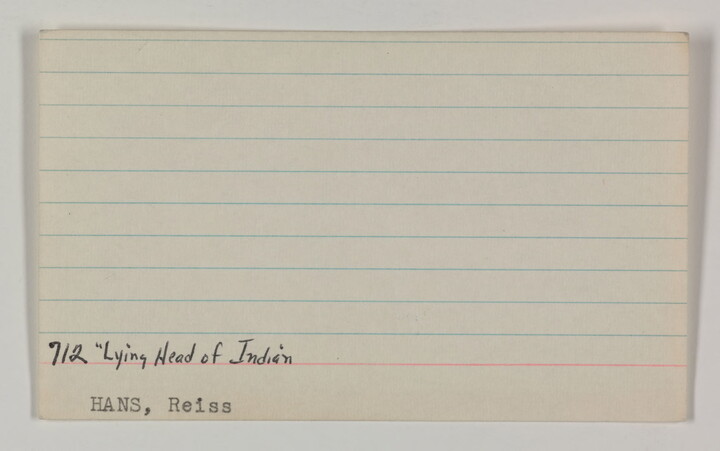 712 "Lying Head of Indian
HANS, Reiss